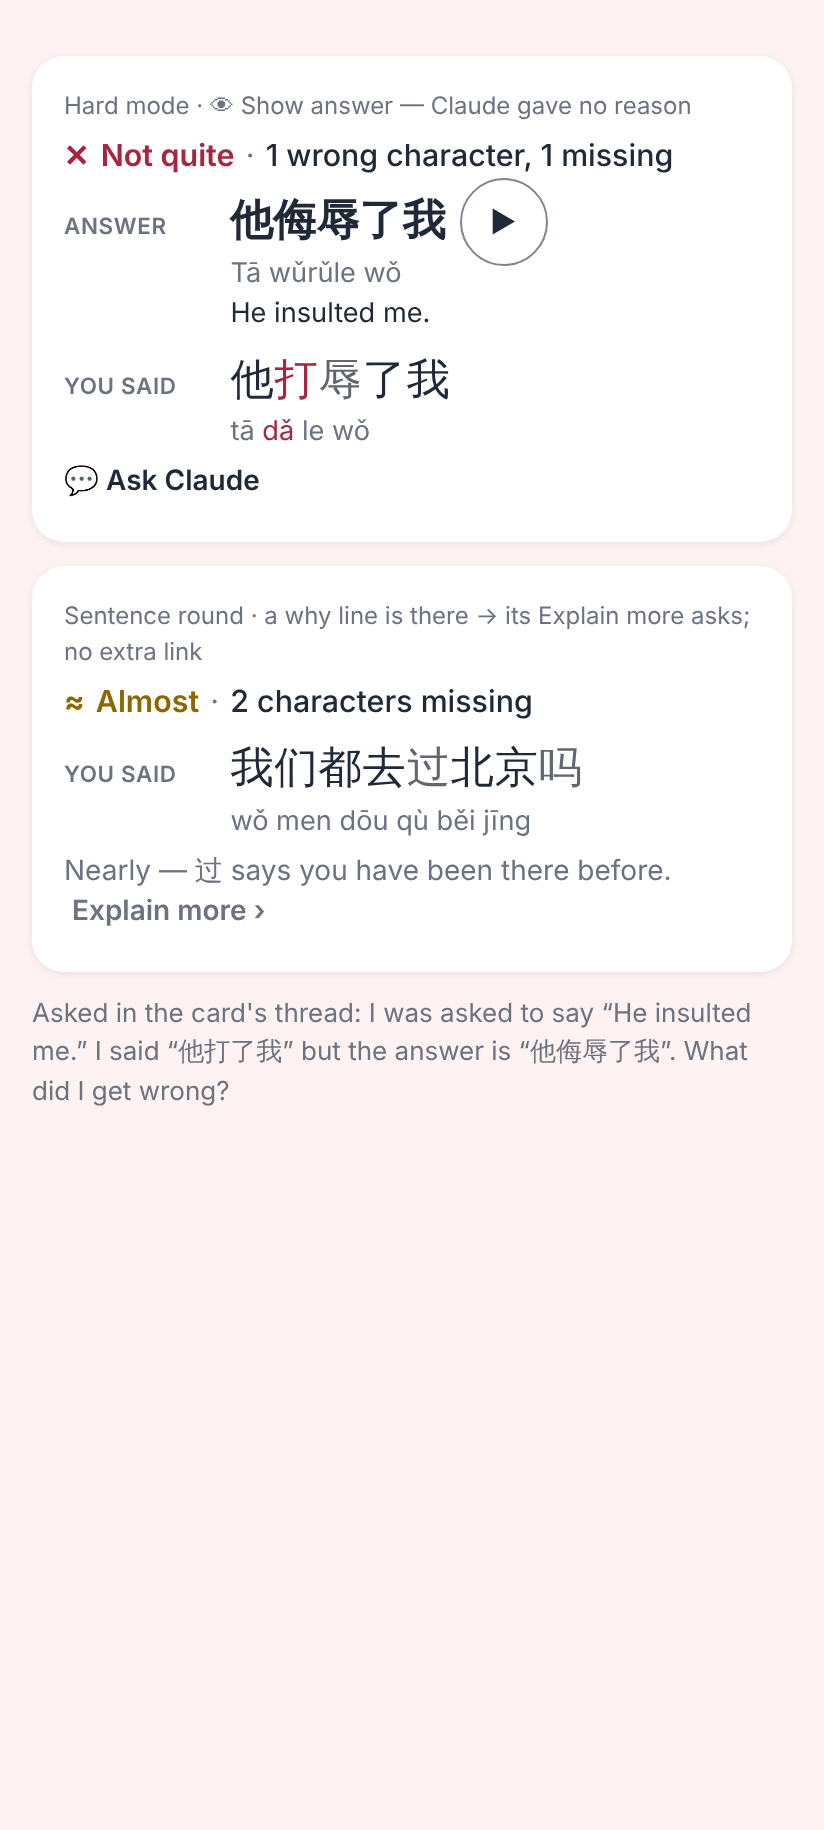 Hard mode · 👁 Show answer — Claude gave no reason
✕ Not quite · 1 wrong character, 1 missing
ANSWER 他侮辱了我 ▶
Tā wǔrǔle wǒ
He insulted me.
YOU SAID 他打辱了我
tā dǎ le wǒ
💬 Ask Claude
Sentence round · a why line is there → its Explain more asks;
no extra link
≈ Almost · 2 characters missing
YOU SAID 我们都去过北京吗
wǒ men dōu qù běi jīng
Nearly — 过 says you have been there before.
Explain more ›
Asked in the card's thread: I was asked to say “He insulted
me.” I said “他打了我” but the answer is “他侮辱了我”. What
did I get wrong?